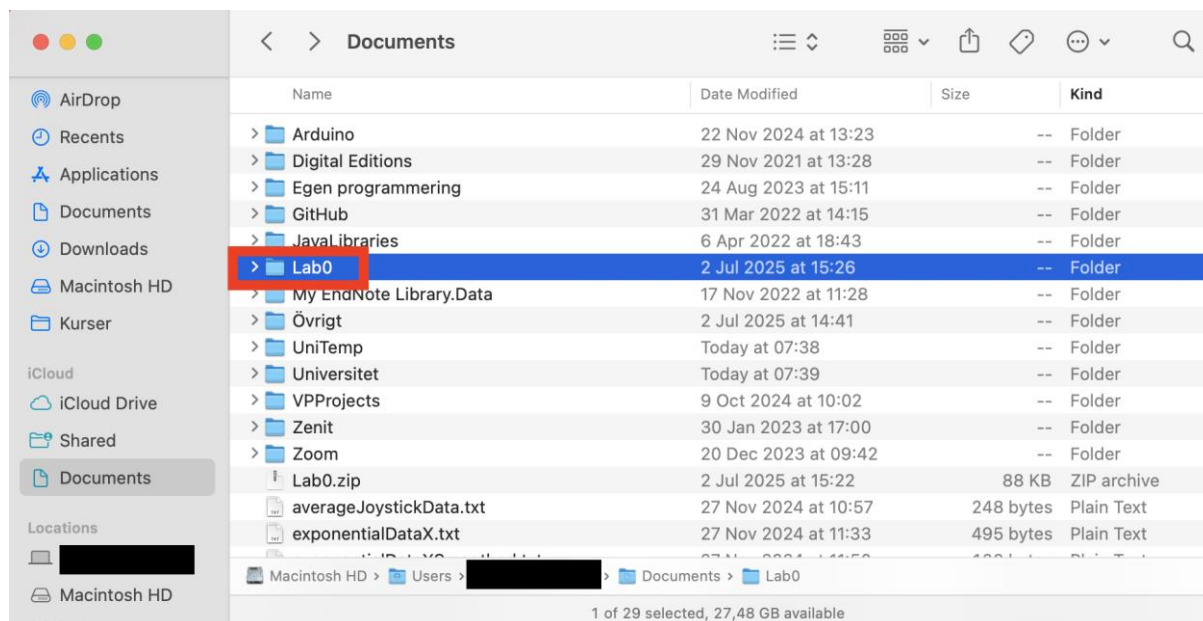 Documents
AirDrop
Recents
Applications
Documents
Downloads
Macintosh HD
Kurser
iCloud
iCloud Drive
Shared
Documents
Locations
Macintosh HD
Name Date Modified Size Kind
Arduino 22 Nov 2024 at 13:23 -- Folder
Digital Editions 29 Nov 2021 at 13:28 -- Folder
Egen programmering 24 Aug 2023 at 15:11 -- Folder
GitHub 31 Mar 2022 at 14:15 -- Folder
JavaLibraries 6 Apr 2022 at 18:43 -- Folder
Lab0 2 Jul 2025 at 15:26 -- Folder
My EndNote Library.Data 17 Nov 2022 at 11:28 -- Folder
Övrigt 2 Jul 2025 at 14:41 -- Folder
UniTemp Today at 07:38 -- Folder
Universitet Today at 07:39 -- Folder
VPProjects 9 Oct 2024 at 10:02 -- Folder
Zenit 30 Jan 2023 at 17:00 -- Folder
Zoom 20 Dec 2023 at 09:42 -- Folder
Lab0.zip 2 Jul 2025 at 15:22 88 KB ZIP archive
averageJoystickData.txt 27 Nov 2024 at 10:57 248 bytes Plain Text
exponentialDataX.txt 27 Nov 2024 at 11:33 495 bytes Plain Text
Macintosh HD > Users > > Documents > Lab0
1 of 29 selected, 27,48 GB available